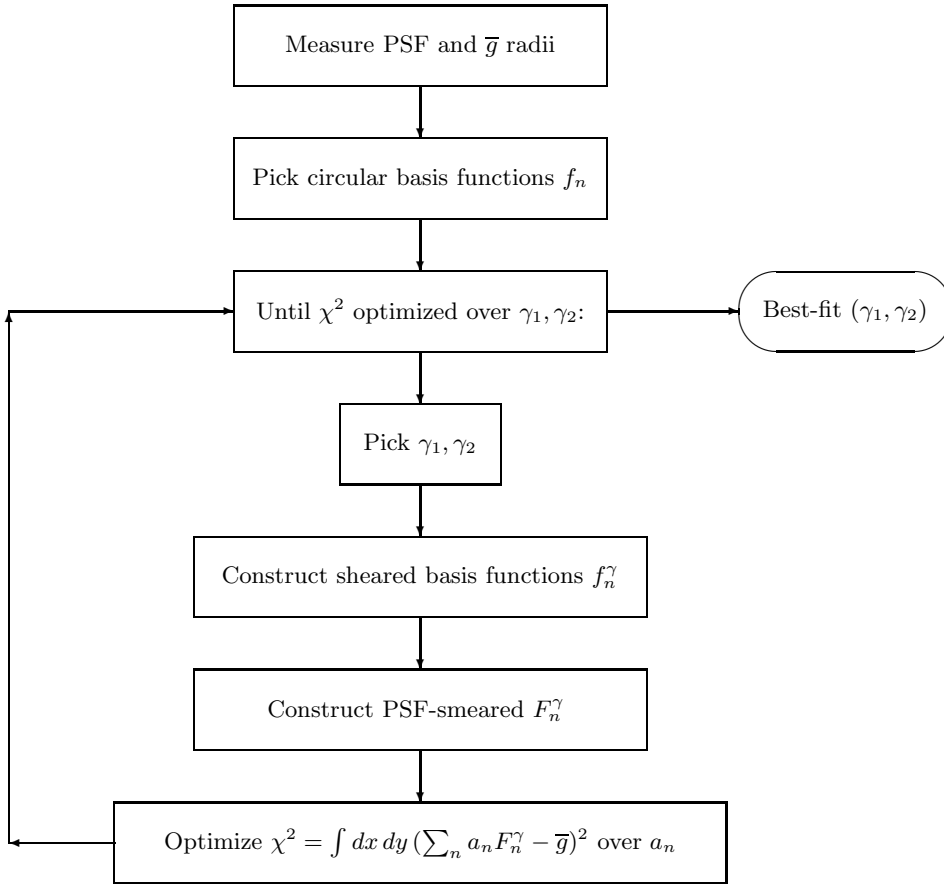 Measure PSF and g̅ radii
Pick circular basis functions fₙ
Until χ² optimized over γ₁, γ₂:
Best-fit (γ₁, γ₂)
Pick γ₁, γ₂
Construct sheared basis functions fₙ^γ
Construct PSF-smeared Fₙ^γ
Optimize χ² = ∫ dx dy (∑ₙ aₙFₙ^γ − g̅)² over aₙ